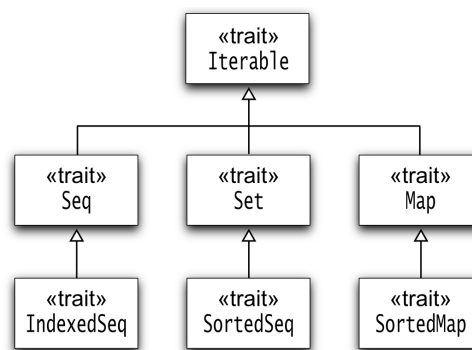 «trait»
Iterable
«trait»
Seq
«trait»
Set
«trait»
Map
«trait»
IndexedSeq
«trait»
SortedSeq
«trait»
SortedMap